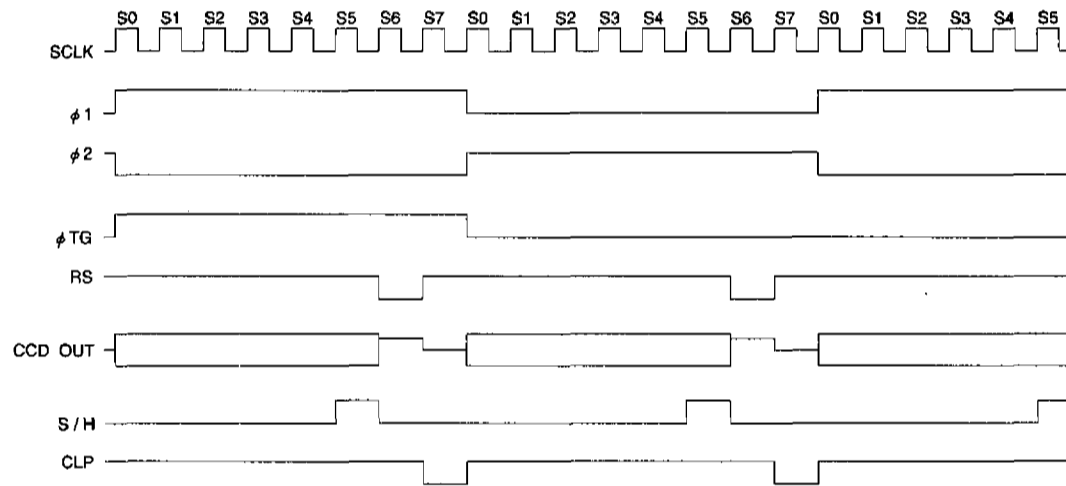 S0 S1 S2 S3 S4 S5 S6 S7 S0 S1 S2 S3 S4 S5 S6 S7 S0 S1 S2 S3 S4 S5
SCLK
ϕ1
ϕ2
ϕTG
RS
CCD OUT
S/H
CLP